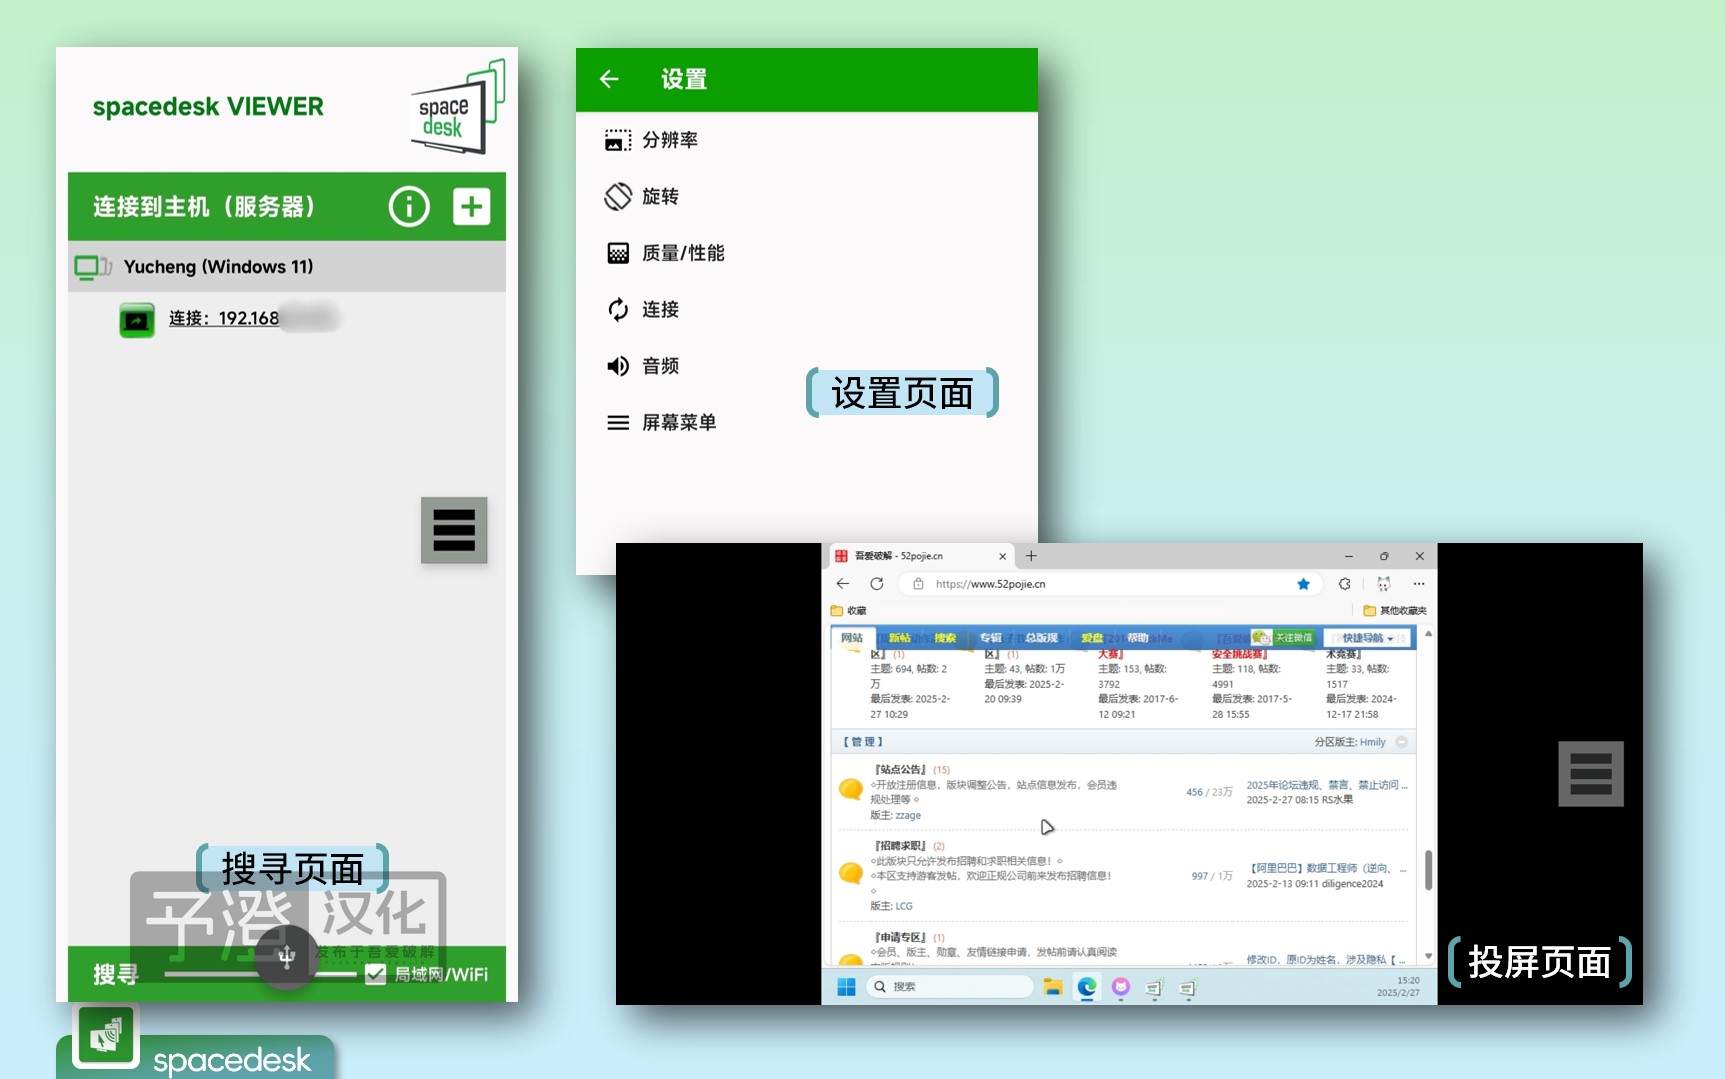 spacedesk VIEWER
space
desk
连接到主机（服务器）
Yucheng (Windows 11)
连接：192.168
搜寻页面
予澄
汉化
发布于吾爱破解
搜寻
局域网/WiFi
spacedesk
设置
分辨率
旋转
质量/性能
连接
音频
屏幕菜单
设置页面
吾爱破解 - 52pojie.cn
https://www.52pojie.cn
收藏
其他收藏夹
网站 新帖 搜索 专辑 总版规 爱盘 帮助 关注微信 快捷导航
区』 (1)
主题: 694, 帖数: 2
万
最后发表: 2025-2-
27 10:29
区』 (1)
主题: 43, 帖数: 1万
最后发表: 2025-2-
20 09:39
大赛』
主题: 153, 帖数:
3792
最后发表: 2017-6-
12 09:21
安全挑战赛』
主题: 118, 帖数:
4991
最后发表: 2017-5-
28 15:55
术竞赛』
主题: 33, 帖数:
1517
最后发表: 2024-
12-17 21:58
【 管 理 】
分区版主: Hmily
『站点公告』 (15)
◇开放注册信息，版块调整公告，站点信息发布，会员违
规处理等。
版主: zzage
456 / 23万
2025年论坛违规、禁言、禁止访问 ...
2025-2-27 08:15 RS水果
『招聘求职』 (2)
◇此版块只允许发布招聘和求职相关信息！◇
◇本区支持游客发帖，欢迎正规公司前来发布招聘信息！
◇
版主: LCG
997 / 1万
【阿里巴巴】数据工程师（逆向、 ...
2025-2-13 09:11 diligence2024
『申请专区』 (1)
◇会员、版主、勋章、友情链接申请，发帖前请认真阅读
修改ID，原ID为姓名，涉及隐私【 ...
搜索
15:20
2025/2/27
投屏页面